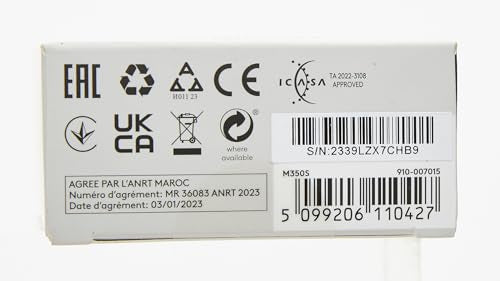 EAC
CE
ICASA
TA 2022-3108
APPROVED
И011 23
UK
CA
where
available
S/N:2339LZX7CHB9
AGREE PAR L'ANRT MAROC
Numéro d'agrément: MR 36083 ANRT 2023
Date d'agrément: 03/01/2023
M350S 910-007015
5 099206 110427